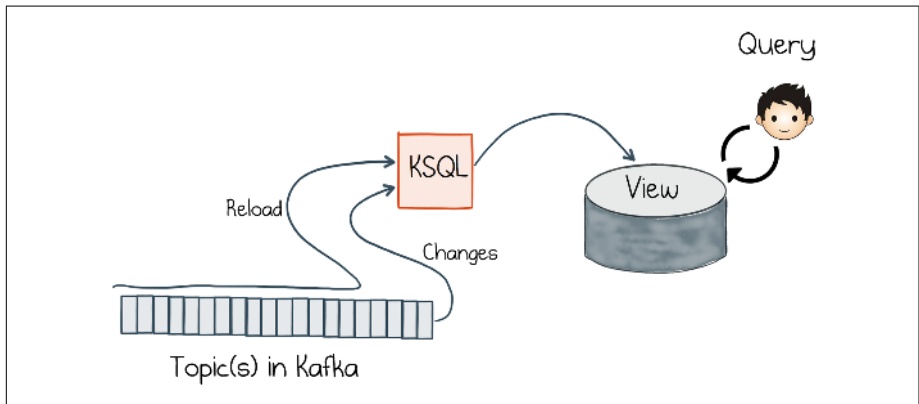 Query
KSQL
View
Reload
Changes
Topic(s) in Kafka